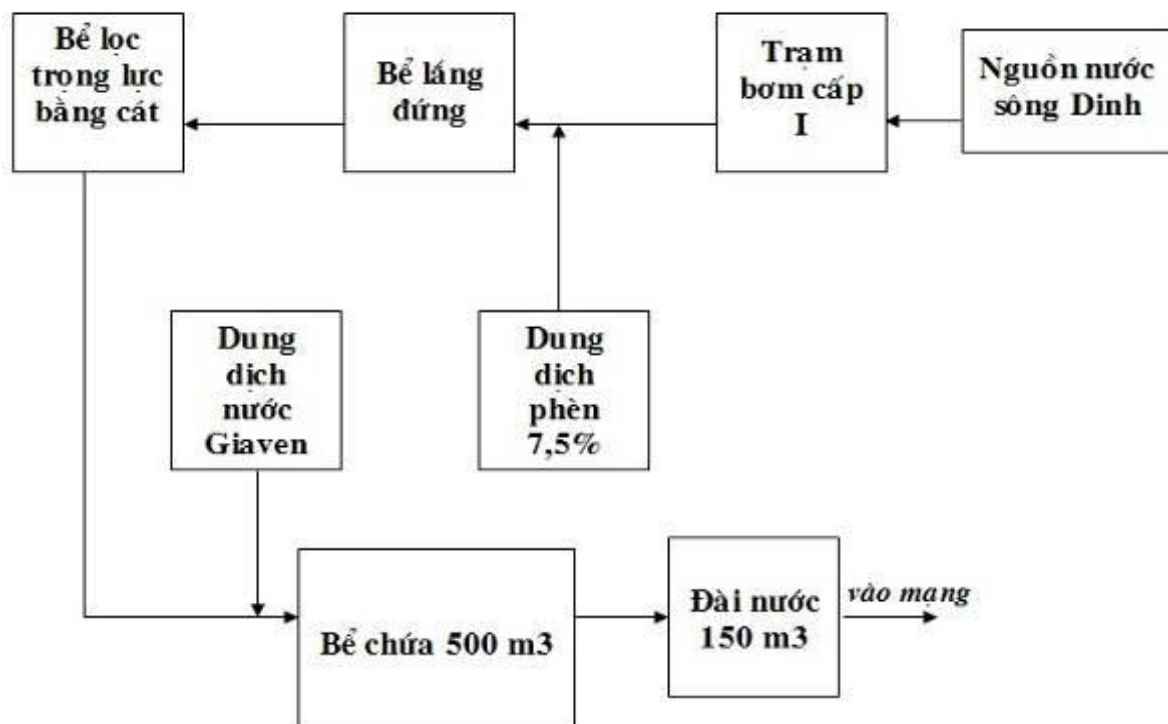 Bể lọc
trọng lực
bằng cát
Bể lắng
đứng
Trạm
bơm cấp
I
Nguồn nước
sông Dinh
Dung
dịch
nước
Giaven
Dung
dịch
phèn
7,5%
Bể chứa 500 m3
Đài nước
150 m3
vào mạng